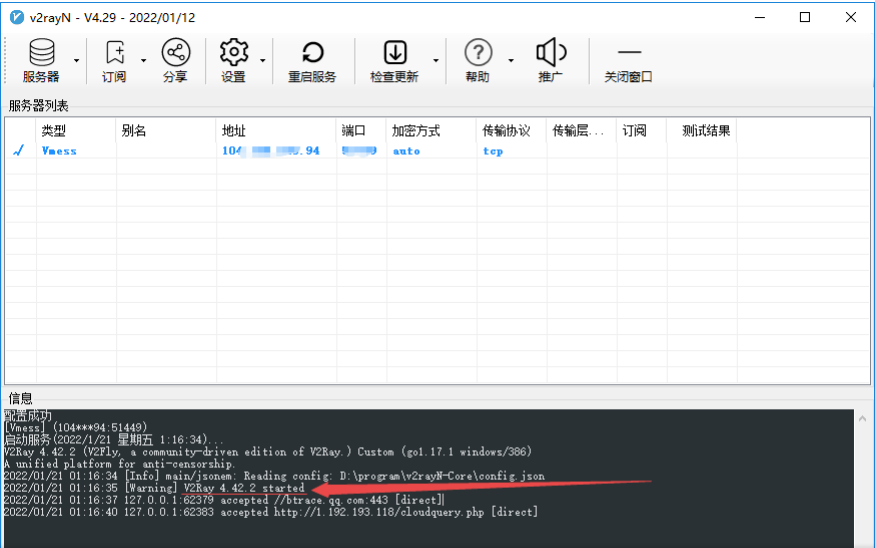 v2rayN - V4.29 - 2022/01/12
服务器 订阅 分享 设置 重启服务 检查更新 帮助 推广 关闭窗口
服务器列表
类型 别名 地址 端口 加密方式 传输协议 传输层... 订阅 测试结果
Vmess 104 .94 auto tcp
信息
配置成功
[Vmess] (104***94:51449)
启动服务(2022/1/21 星期五 1:16:34)...
V2Ray 4.42.2 (V2Fly, a community-driven edition of V2Ray.) Custom (go1.17.1 windows/386)
A unified platform for anti-censorship.
2022/01/21 01:16:34 [Info] main/jsonem: Reading config: D:\program\v2rayN-Core\config.json
2022/01/21 01:16:35 [Warning] V2Ray 4.42.2 started
2022/01/21 01:16:37 127.0.0.1:62379 accepted //btrace.qq.com:443 [direct]
2022/01/21 01:16:40 127.0.0.1:62383 accepted http://1.192.193.118/cloudquery.php [direct]